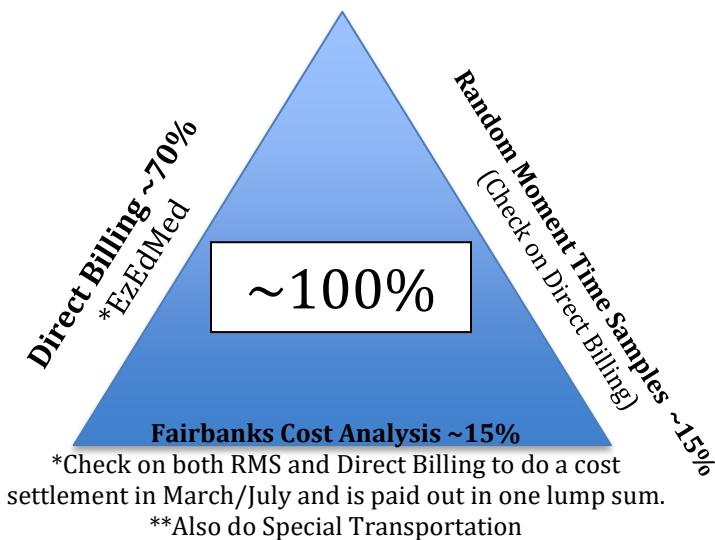 Direct Billing ~70%
*EzEdMed
Random Moment Time Samples ~15%
(Check on Direct Billing)
~100%
Fairbanks Cost Analysis ~15%
*Check on both RMS and Direct Billing to do a cost
settlement in March/July and is paid out in one lump sum.
**Also do Special Transportation